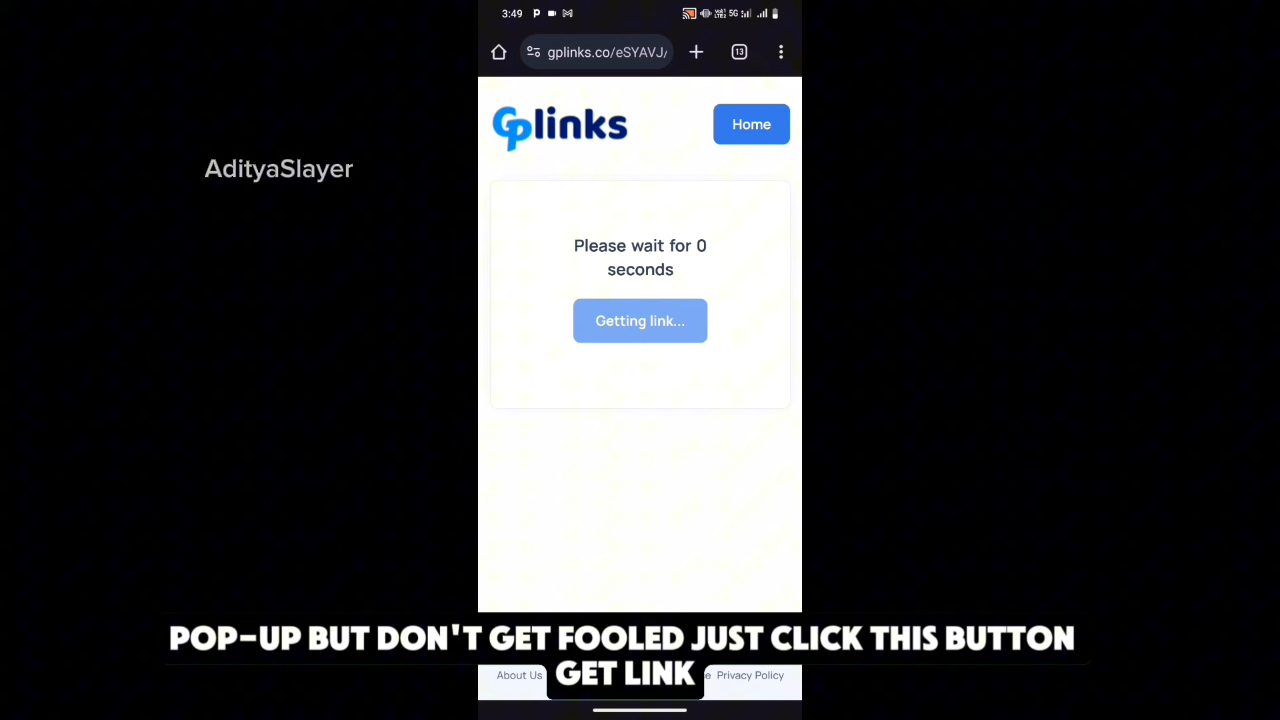 3:49 P 5G
gplinks.co/eSYAVJ/ 13
Gplinks Home
AdityaSlayer
Please wait for 0
seconds
Getting link...
POP-UP BUT DON'T GET FOOLED JUST CLICK THIS BUTTON
GET LINK
About Us Privacy Policy